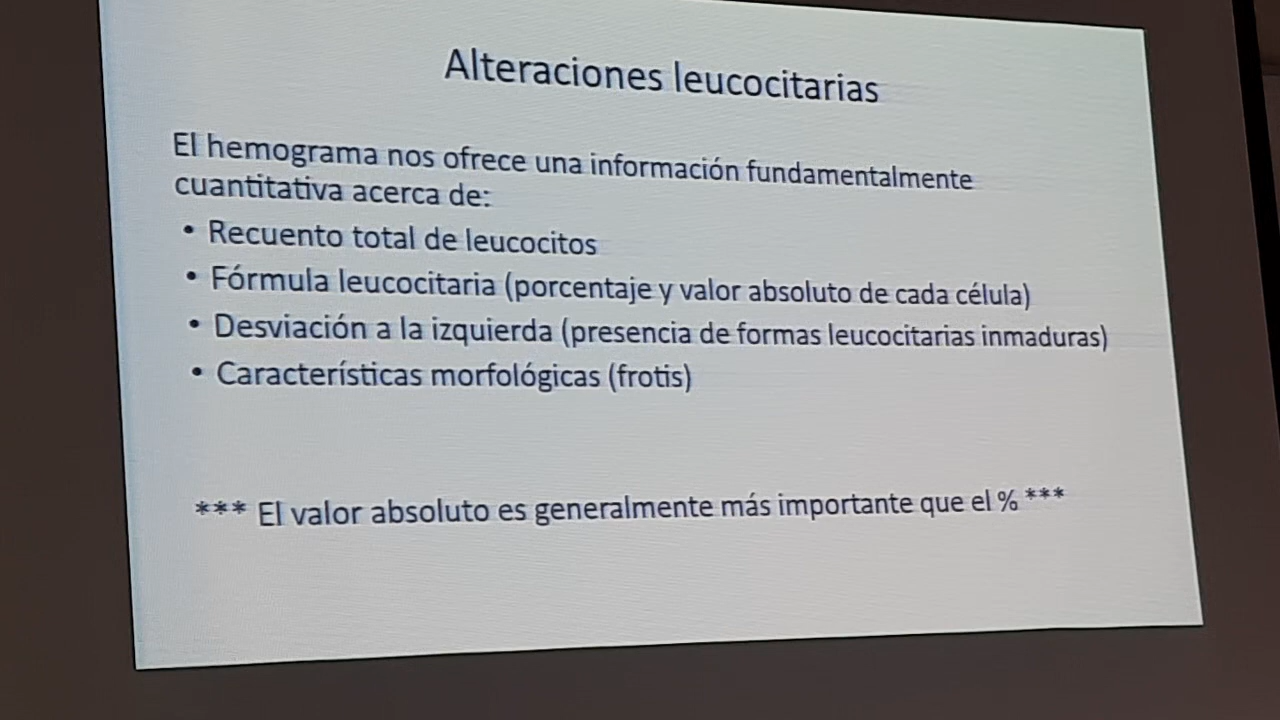 Alteraciones leucocitarias
El hemograma nos ofrece una información fundamentalmente
cuantitativa acerca de:
• Recuento total de leucocitos
• Fórmula leucocitaria (porcentaje y valor absoluto de cada célula)
• Desviación a la izquierda (presencia de formas leucocitarias inmaduras)
• Características morfológicas (frotis)
*** El valor absoluto es generalmente más importante que el % ***